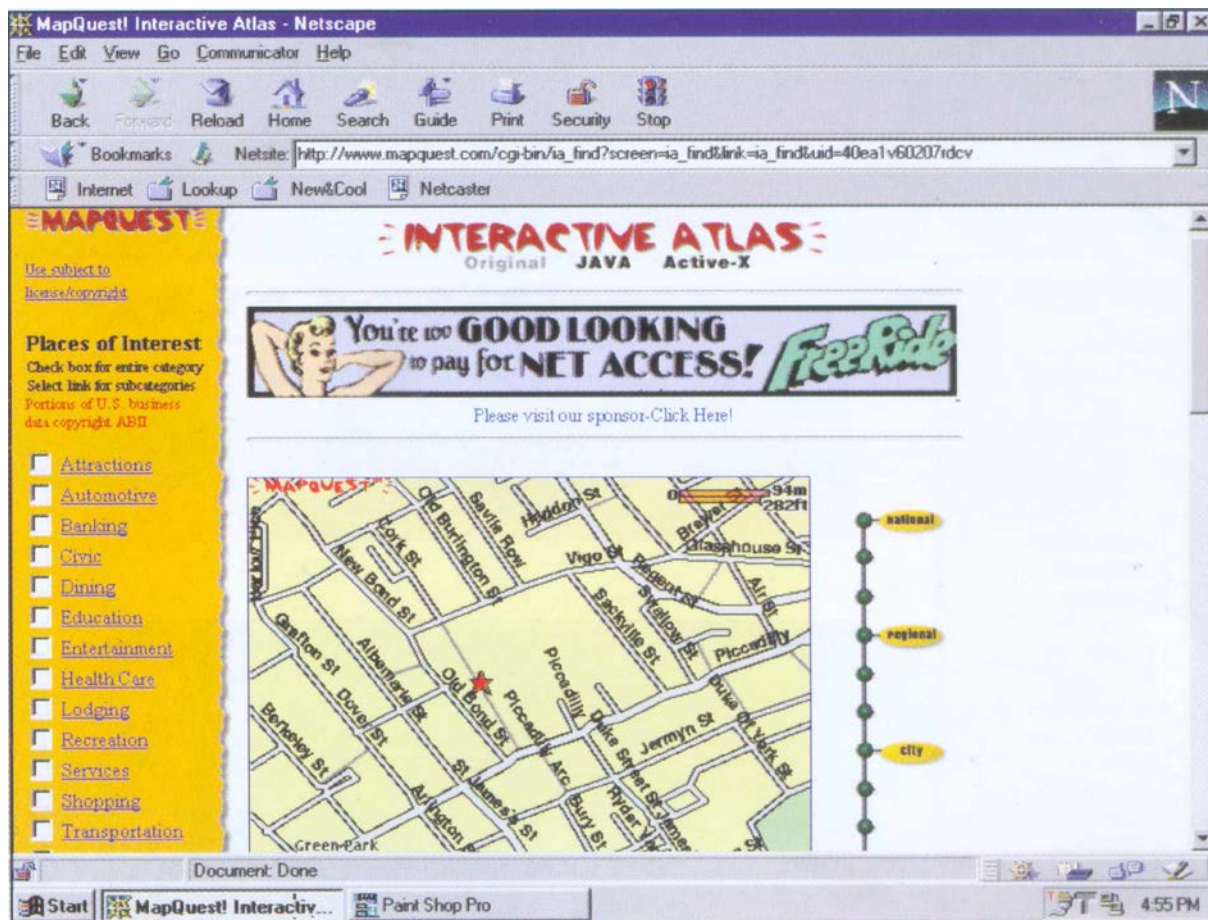 MapQuest! Interactive Atlas - Netscape
File Edit View Go Communicator Help
Back Forward Reload Home Search Guide Print Security Stop
N
Bookmarks Netsite: http://www.mapquest.com/cgi-bin/ia_find?screen=ia_find&link=ia_find&uid=40ea1v60207rdcv
Internet Lookup New&Cool Netcaster
MAPQUEST
Use subject to
license/copyright
Places of Interest
Check box for entire category
Select link for subcategories
Portions of U.S. business
data copyright ABII
Attractions
Automotive
Banking
Civic
Dining
Education
Entertainment
Health Care
Lodging
Recreation
Services
Shopping
Transportation
INTERACTIVE ATLAS
Original JAVA Active-X
You're too GOOD LOOKING
to pay for NET ACCESS!
FreeRide
Please visit our sponsor-Click Here!
MAPQUEST
0 94m
282ft
Cork St
Old Burlington St
Saville Row
Haddon St
Brewer
Glasshouse St
Vigo St
Regent St
Swallow St
Air St
New Bond St
Sackville St
Piccadilly
Grafton St
Albemarle St
Dover St
Old Bond St
Piccadilly Arc
Piccadilly
Duke Street St James
Duke Of York St
Jermyn St
Berkeley St
St James's St
Arlington
Bury St
Ryder
Green Park
national
regional
city
Document: Done
Start MapQuest! Interactiv... Paint Shop Pro 4:55 PM